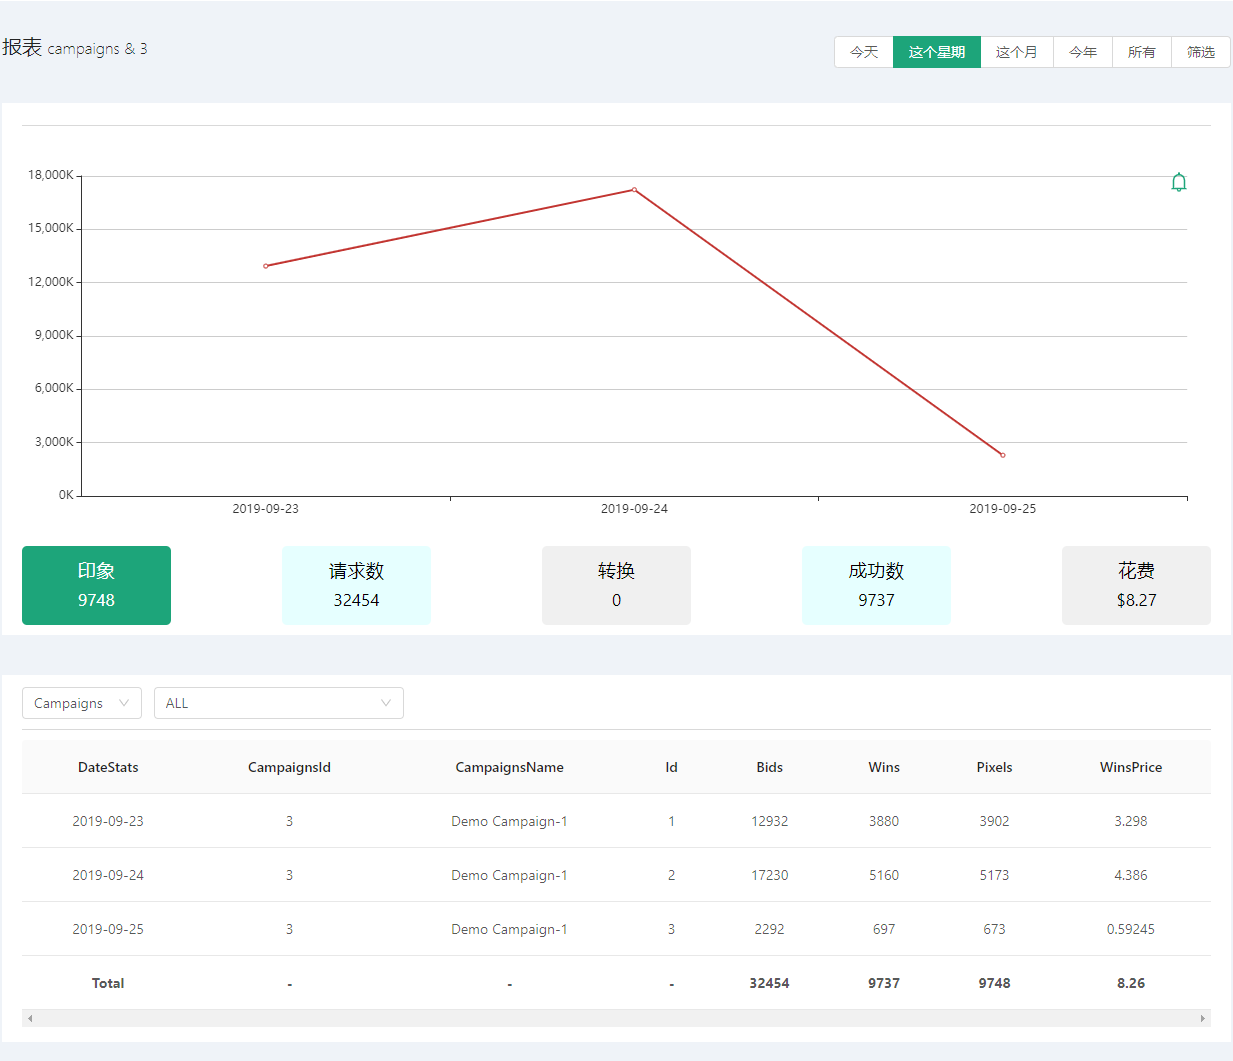 报表 campaigns & 3
今天 这个星期 这个月 今年 所有 筛选
18,000K
15,000K
12,000K
9,000K
6,000K
3,000K
0K
2019-09-23 2019-09-24 2019-09-25
印象 请求数 转换 成功数 花费
9748 32454 0 9737 $8.27
Campaigns ALL
DateStats CampaignsId CampaignsName Id Bids Wins Pixels WinsPrice
2019-09-23 3 Demo Campaign-1 1 12932 3880 3902 3.298
2019-09-24 3 Demo Campaign-1 2 17230 5160 5173 4.386
2019-09-25 3 Demo Campaign-1 3 2292 697 673 0.59245
Total - - - 32454 9737 9748 8.26